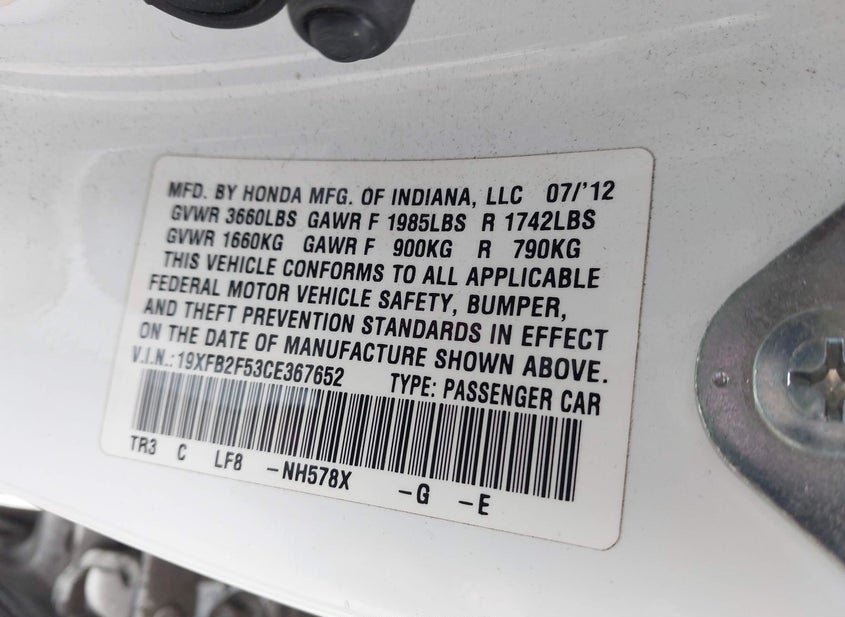 MFD. BY HONDA MFG. OF INDIANA, LLC 07/'12
GVWR 3660LBS GAWR F 1985LBS R 1742LBS
GVWR 1660KG GAWR F 900KG R 790KG
THIS VEHICLE CONFORMS TO ALL APPLICABLE
FEDERAL MOTOR VEHICLE SAFETY, BUMPER,
AND THEFT PREVENTION STANDARDS IN EFFECT
ON THE DATE OF MANUFACTURE SHOWN ABOVE.
V.I.N.: 19XFB2F53CE367652 TYPE: PASSENGER CAR
TR3 C LF8 -NH578X -G -E